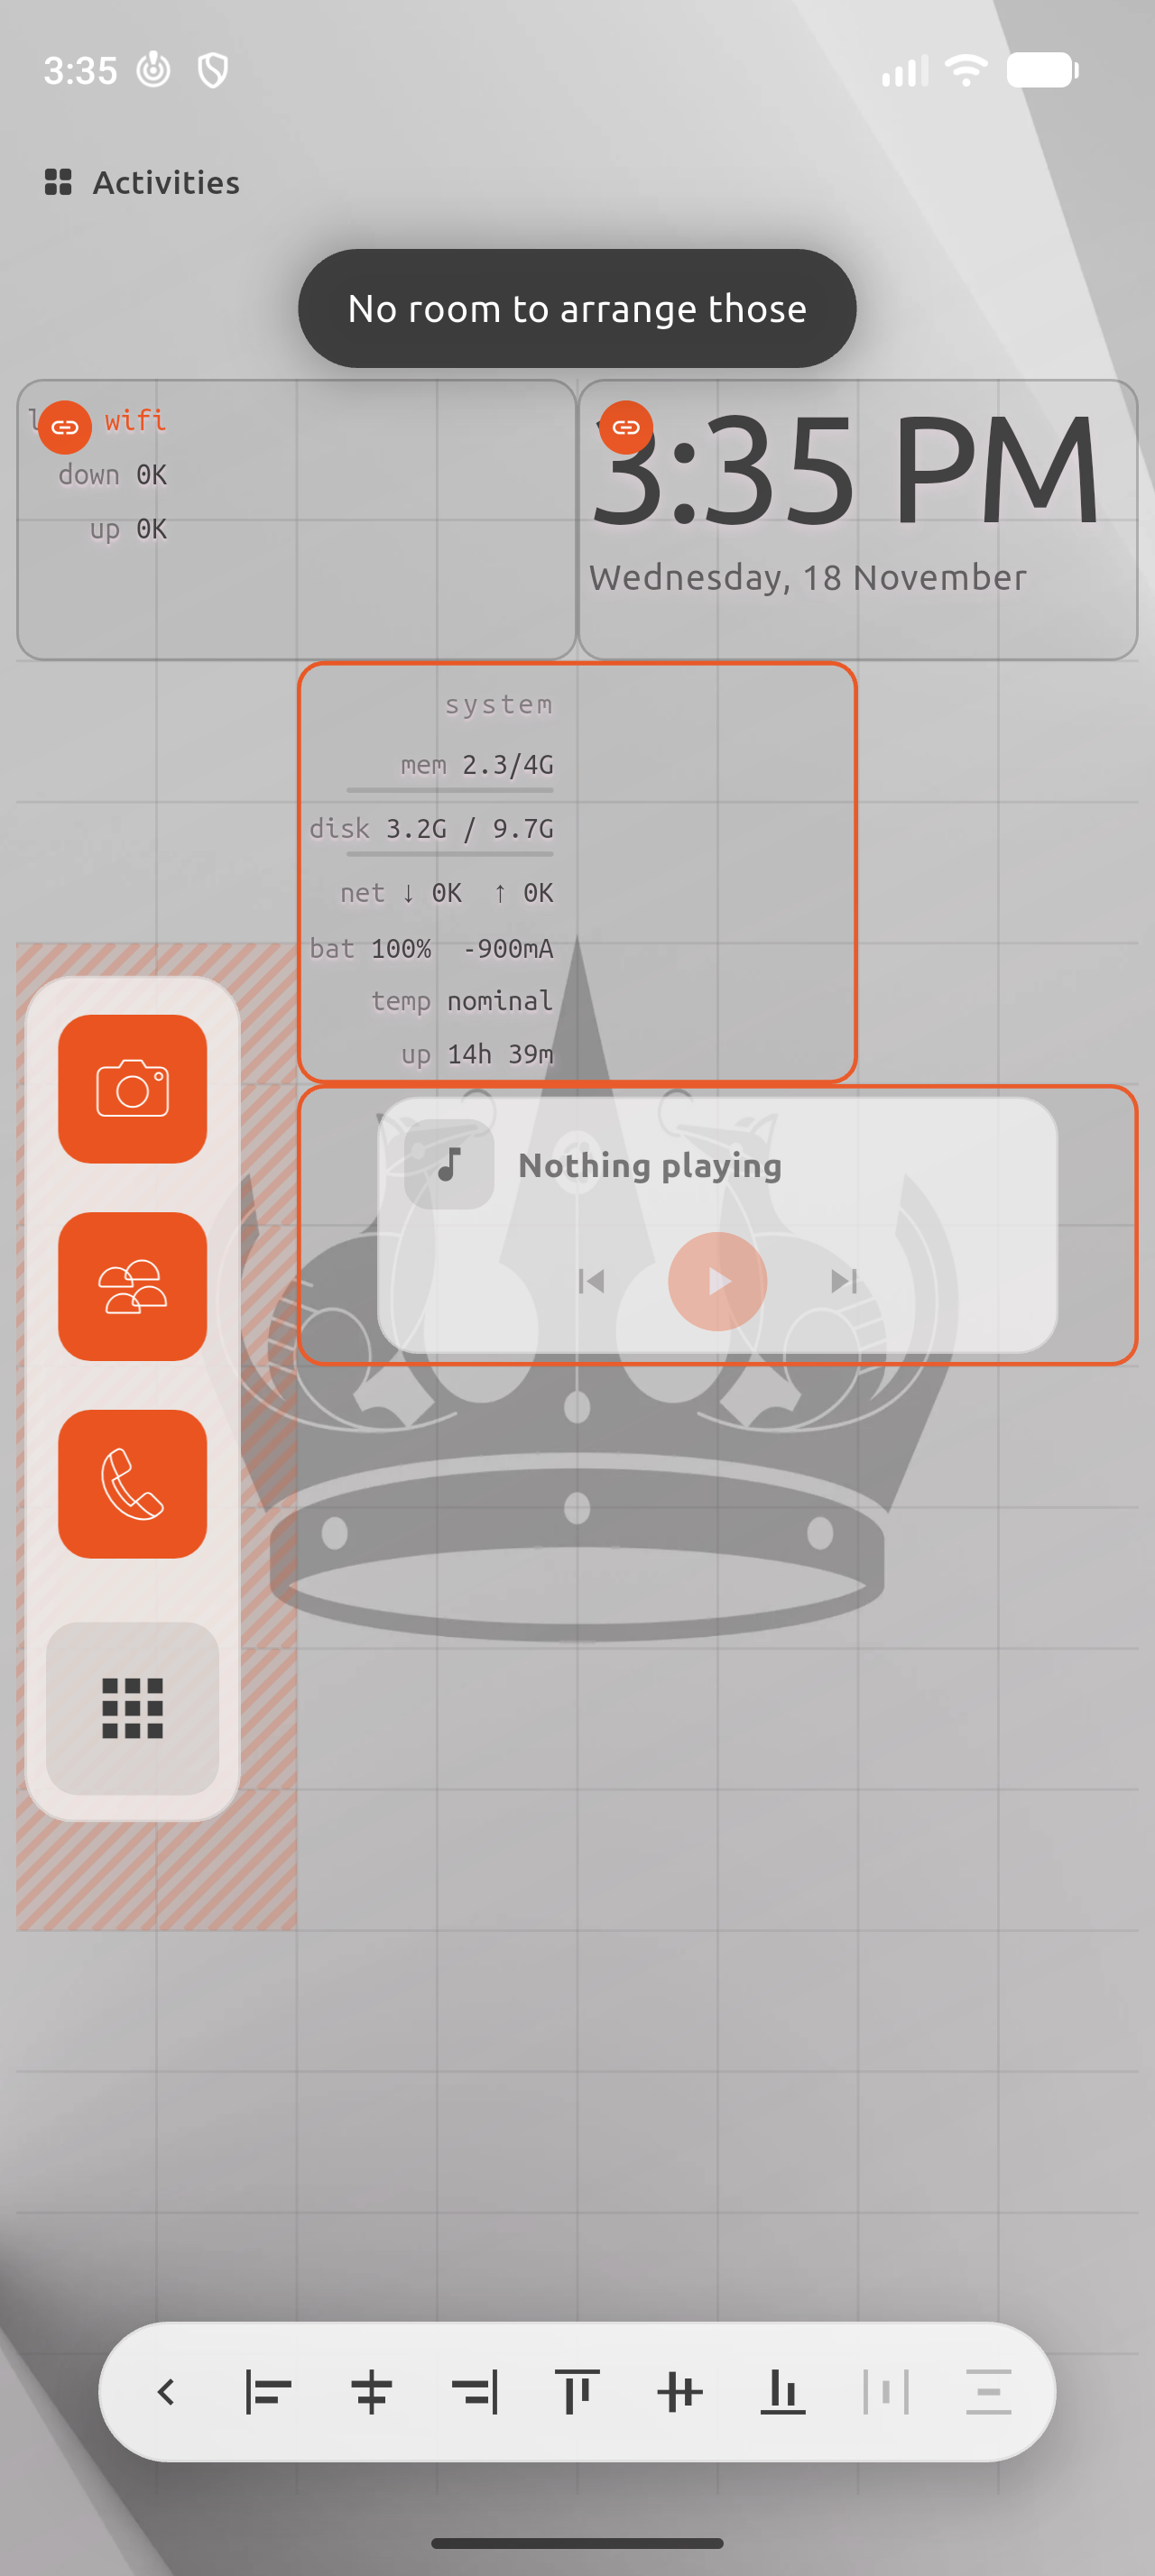 3:35
Activities
No room to arrange those
wifi
down 0K
up 0K
3:35 PM
Wednesday, 18 November
system
mem 2.3/4G
disk 3.2G / 9.7G
net ↓ 0K ↑ 0K
bat 100% -900mA
temp nominal
up 14h 39m
Nothing playing